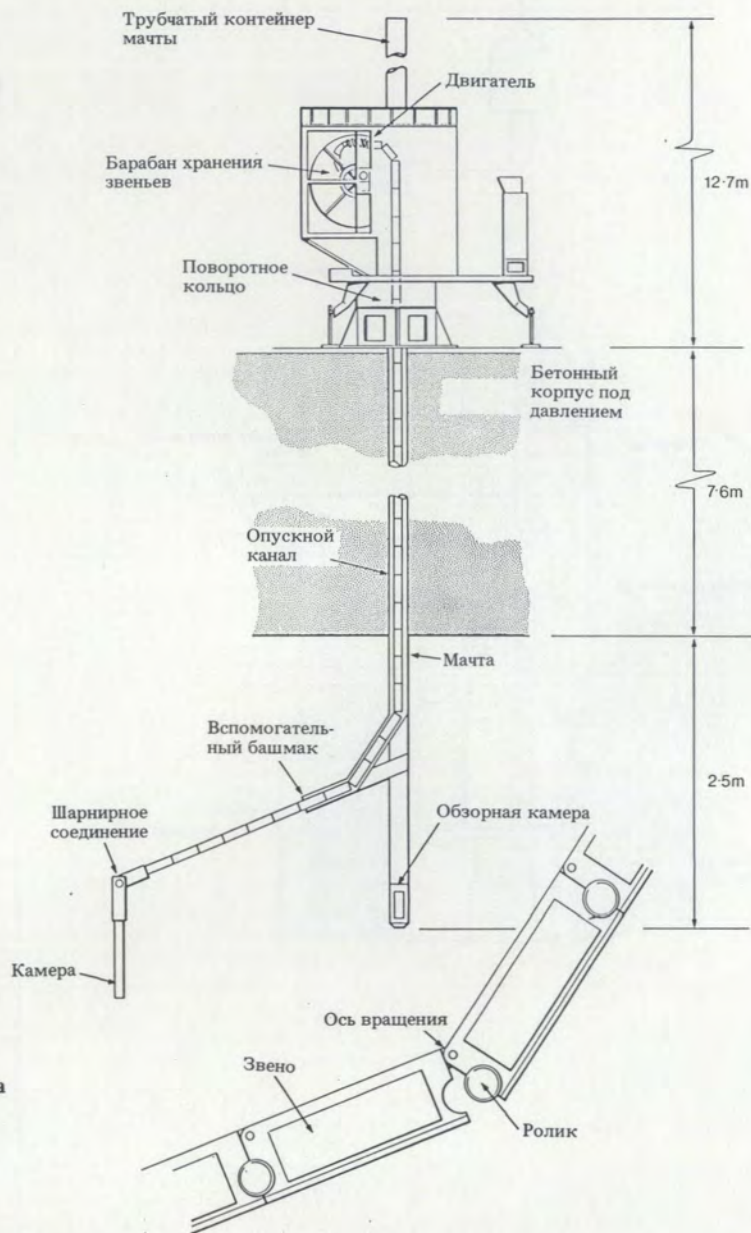 Трубчатый контейнер
мачты
Двигатель
Барабан хранения
звеньев
12·7m
Поворотное
кольцо
Бетонный
корпус под
давлением
7·6m
Опускной
канал
Мачта
Вспомогатель-
ный башмак
2·5m
Шарнирное
соединение
Обзорная камера
Камера
Ось вращения
Звено
а
Ролик